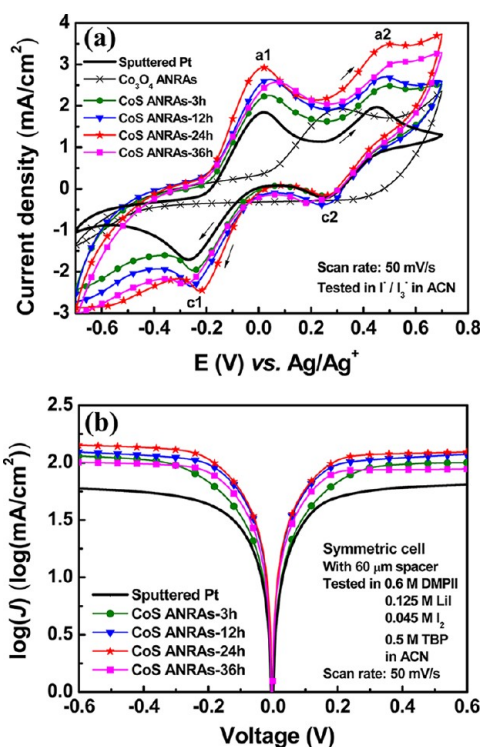 (a)
a1
a2
Sputtered Pt
Co₃O₄ ANRAs
CoS ANRAs-3h
CoS ANRAs-12h
CoS ANRAs-24h
CoS ANRAs-36h
c1
c2
Scan rate: 50 mV/s
Tested in I⁻/ I₃⁻ in ACN
4
3
2
1
0
-1
-2
-3
Current density (mA/cm²)
-0.6 -0.4 -0.2 0.0 0.2 0.4 0.6 0.8
E (V) vs. Ag/Ag⁺
(b)
2.5
2.0
1.5
1.0
0.5
0.0
log(J) (log(mA/cm²))
Sputtered Pt
CoS ANRAs-3h
CoS ANRAs-12h
CoS ANRAs-24h
CoS ANRAs-36h
Symmetric cell
With 60 μm spacer
Tested in 0.6 M DMPII
0.125 M LiI
0.045 M I₂
0.5 M TBP
in ACN
Scan rate: 50 mV/s
-0.6 -0.4 -0.2 0.0 0.2 0.4 0.6
Voltage (V)